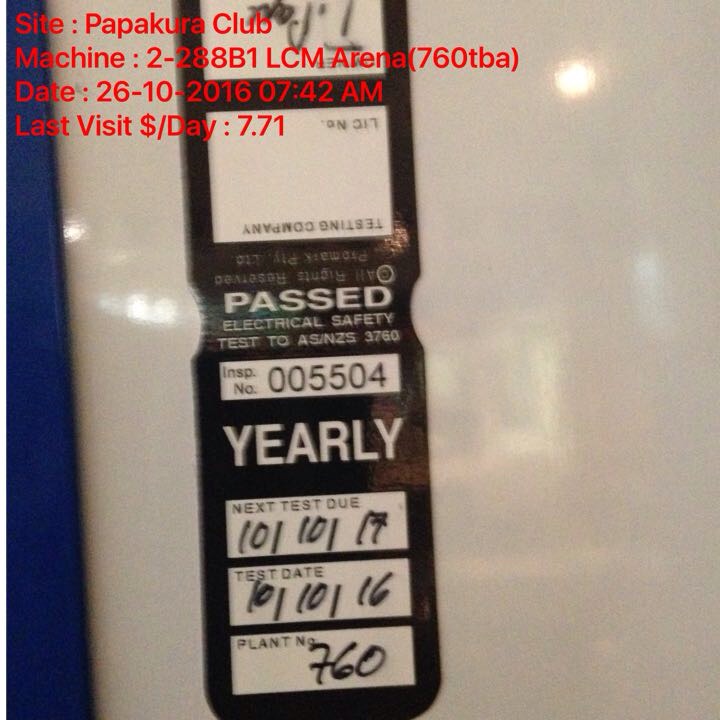 Site : Papakura Club
Machine : 2-288B1 LCM Arena(760tba)
Date : 26-10-2016 07:42 AM
Last Visit $/Day : 7.71
LIC No.
TESTING COMPANY
Promark Pty. Ltd
©All Rights Reserved
PASSED
ELECTRICAL SAFETY
TEST TO AS/NZS 3760
Insp. No. 005504
YEARLY
NEXT TEST DUE
10/10/17
TEST DATE
10/10/16
PLANT No.
760